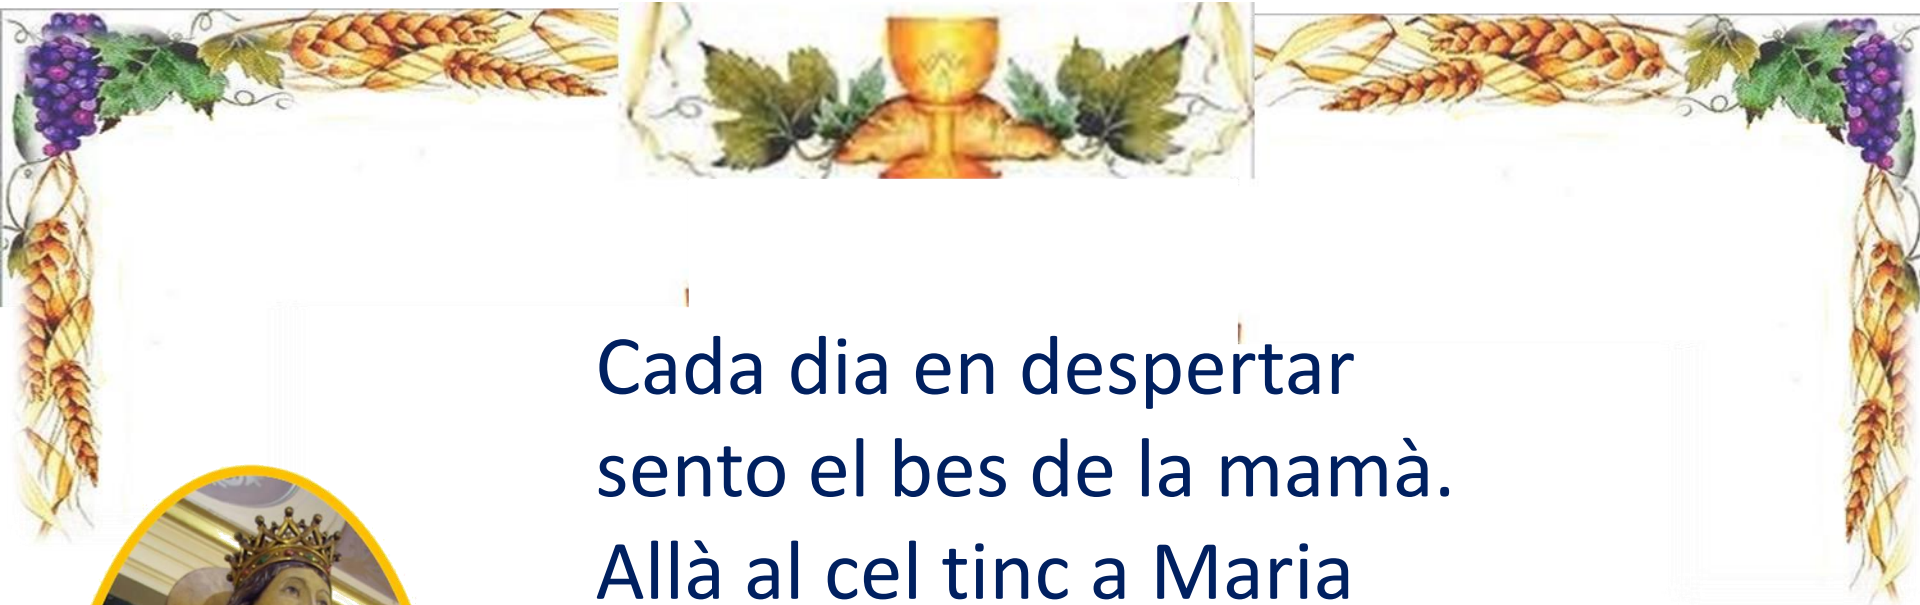 Cada dia en despertar
sento el bes de la mamà.
Allà al cel tinc a Maria